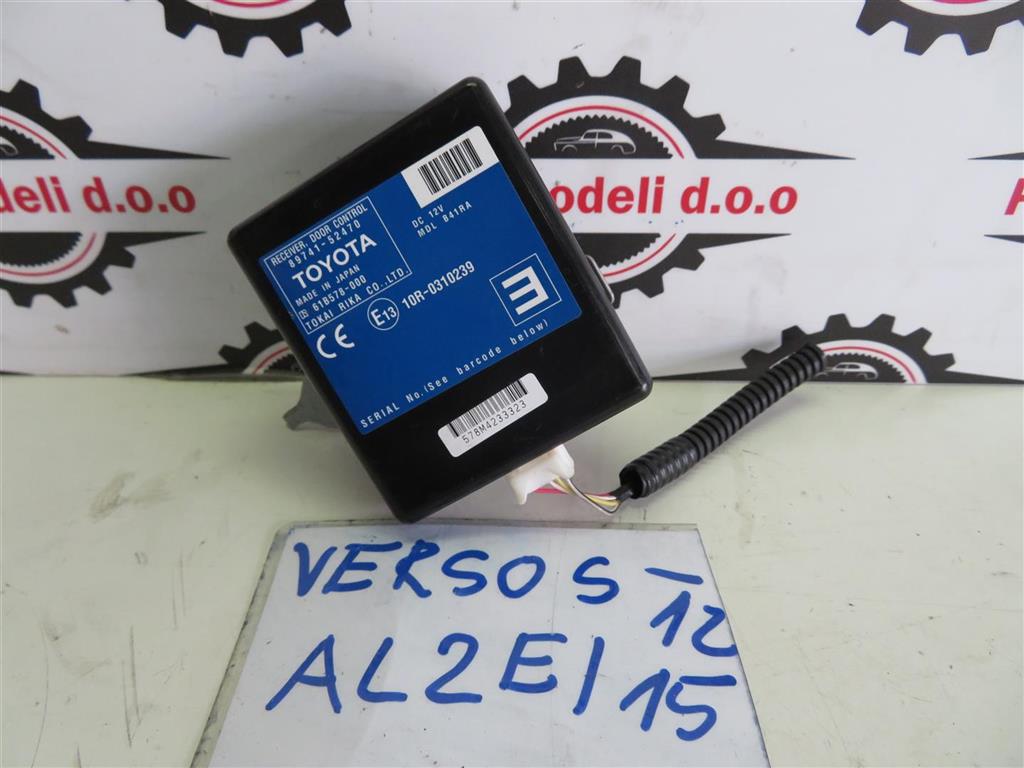 RECEIVER, DOOR CONTROL
89741-52470
TOYOTA
MADE IN JAPAN
61B578-000
TOKAI RIKA CO.,LTD.
DC 12V
MDL B41RA
CE
E13 10R-0310239
SERIAL No.(See barcode below)
578M4233323
deli d.o.o
odeli d.o.o
VERSO S -12
AL2E/15